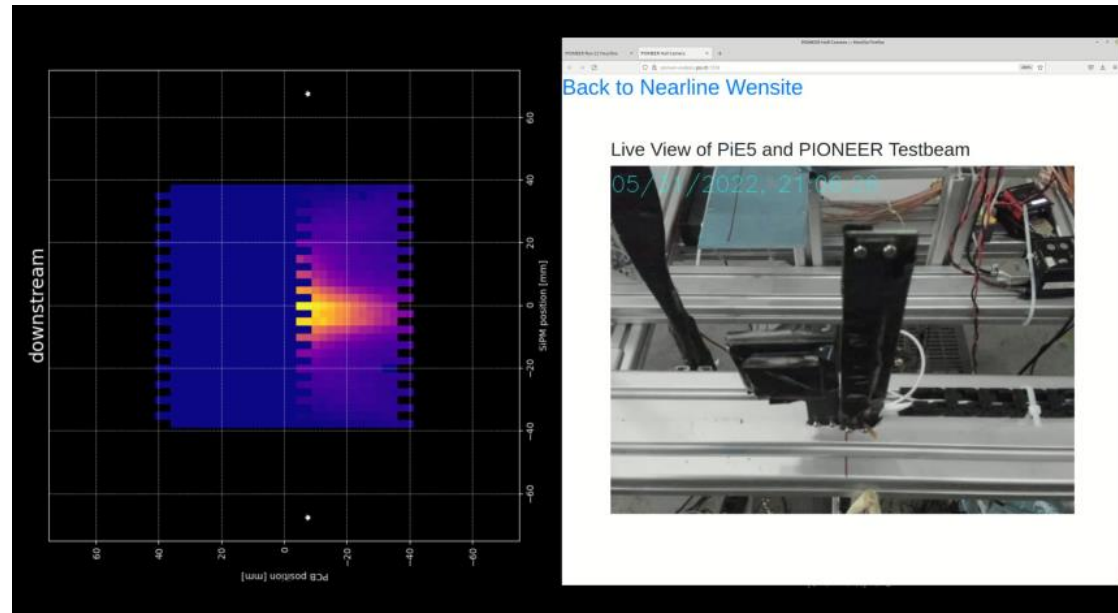 downstream
60
40
20
0
−20
−40
−60
SiPM position [mm]
60
40
20
0
−20
−40
−60
PCB position [mm]
Back to Nearline Wensite
Live View of PiE5 and PIONEER Testbeam